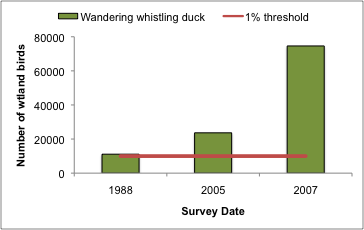 Wandering whistling duck 1% threshold
Number of wtland birds
80000
60000
40000
20000
0
1988 2005 2007
Survey Date